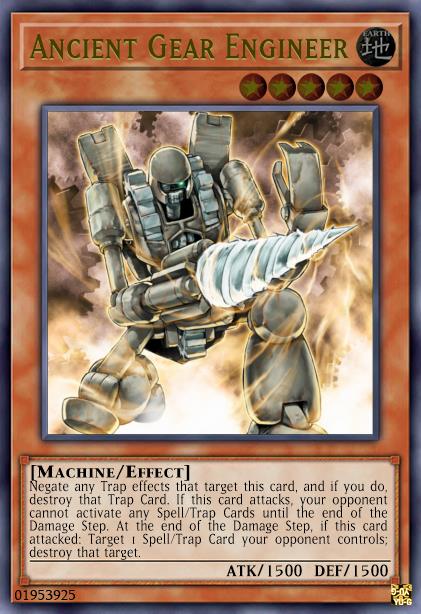 ANCIENT GEAR ENGINEER
EARTH
地
[MACHINE/EFFECT]
Negate any Trap effects that target this card, and if you do,
destroy that Trap Card. If this card attacks, your opponent
cannot activate any Spell/Trap Cards until the end of the
Damage Step. At the end of the Damage Step, if this card
attacked: Target 1 Spell/Trap Card your opponent controls;
destroy that target.
ATK/1500 DEF/1500
01953925